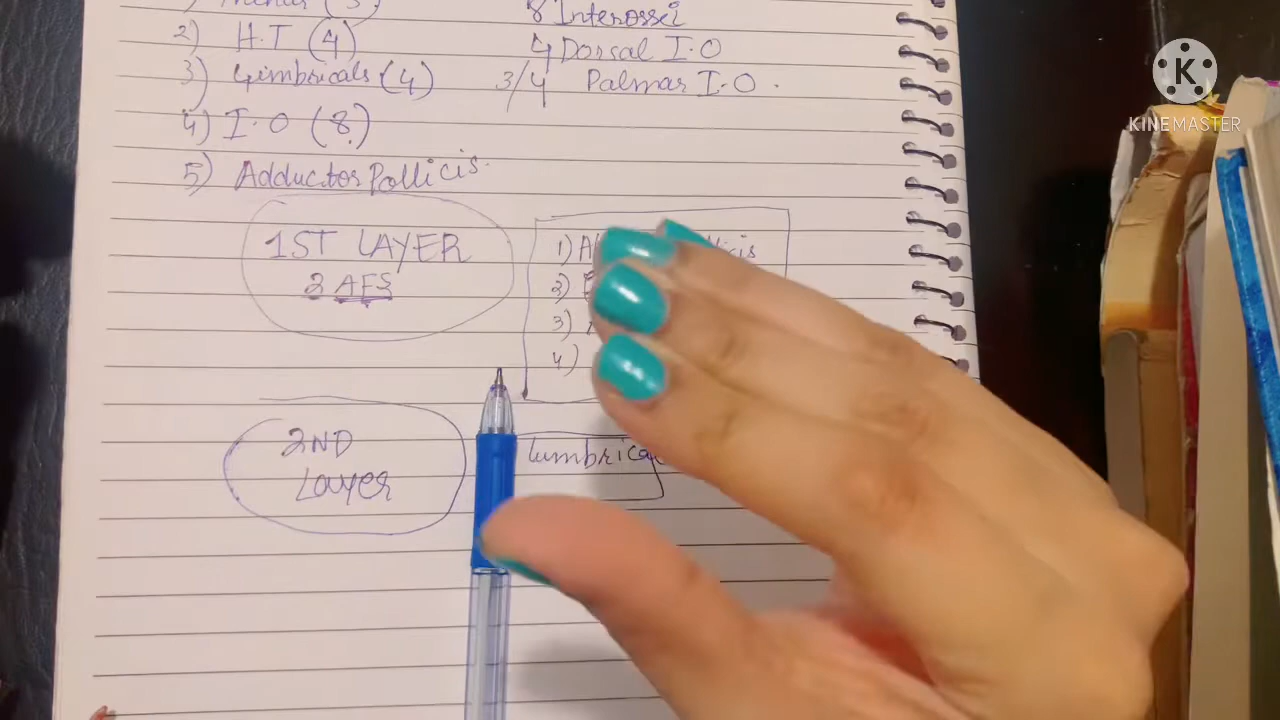 8 Interossei
2) H.T (4)
4 Dorsal I.O
3) Lumbricals (4)
3/4 Palmar I.O.
4) I.O (8)
5) Adductor Pollicis.
1ST LAYER
2 AFS
1) A
2)
3)
4)
2ND
Layer
Lumbrica
K
KINEMASTER